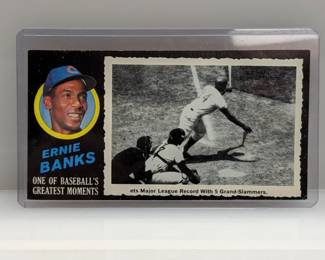 ERNIE
BANKS
ONE OF BASEBALL'S
GREATEST MOMENTS
ets Major League Record With 5 Grand-Slammers.